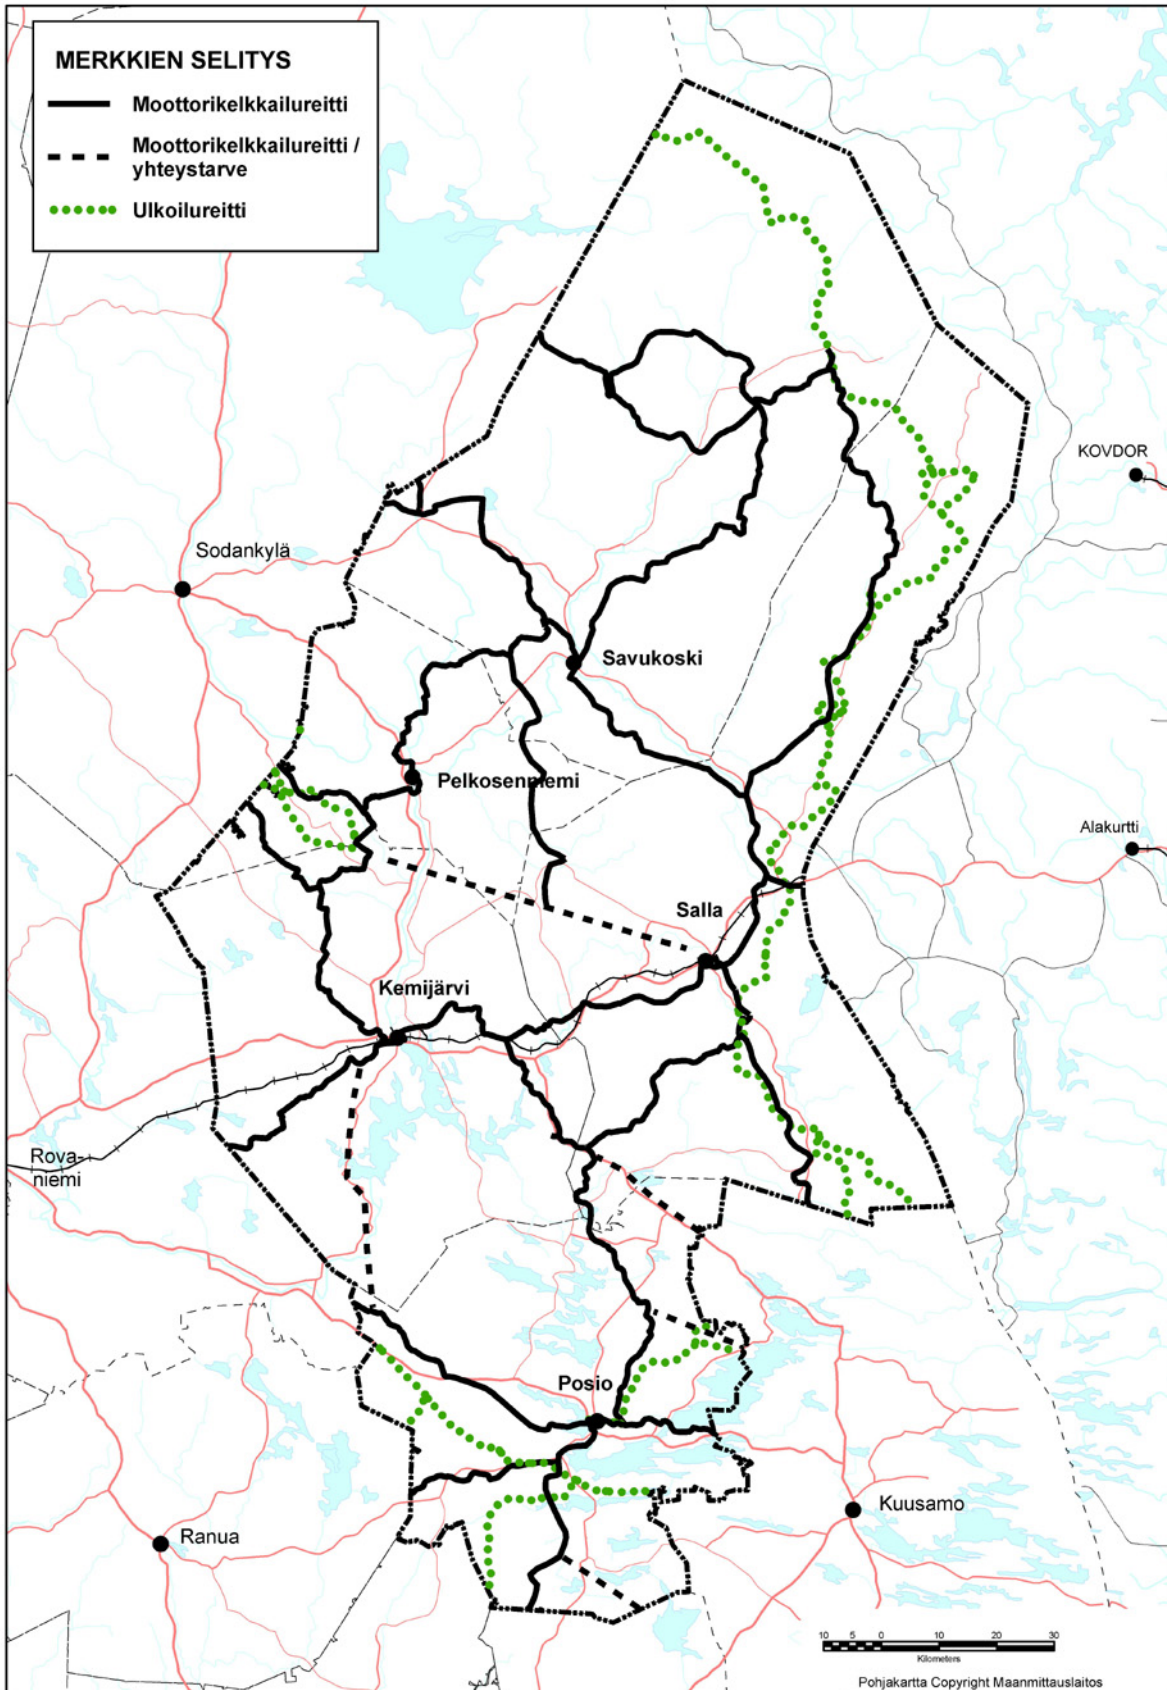 MERKKIEN SELITYS
Moottorikelkkailureitti
Moottorikelkkailureitti /
yhteystarve
Ulkoilureitti
KOVDOR
Sodankylä
Savukoski
Pelkosenniemi
Alakurtti
Salla
Kemijärvi
Rova-
niemi
Posio
Kuusamo
Ranua
10 5 0 10 20 30
Kilometers
Pohjakartta Copyright Maanmittauslaitos